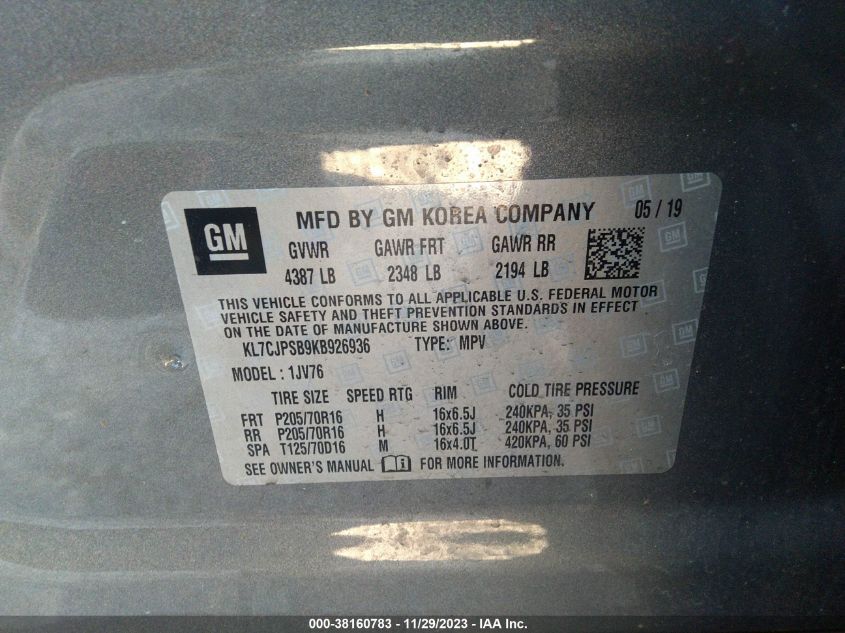 GM
MFD BY GM KOREA COMPANY 05 / 19
GVWR GAWR FRT GAWR RR
4387 LB 2348 LB 2194 LB
THIS VEHICLE CONFORMS TO ALL APPLICABLE U.S. FEDERAL MOTOR
VEHICLE SAFETY AND THEFT PREVENTION STANDARDS IN EFFECT
ON THE DATE OF MANUFACTURE SHOWN ABOVE.
KL7CJPSB9KB926936 TYPE: MPV
MODEL : 1JV76
TIRE SIZE SPEED RTG RIM COLD TIRE PRESSURE
FRT P205/70R16 H 16x6.5J 240KPA, 35 PSI
RR P205/70R16 H 16x6.5J 240KPA, 35 PSI
SPA T125/70D16 M 16x4.0T 420KPA, 60 PSI
SEE OWNER'S MANUAL FOR MORE INFORMATION.
000-38160783 - 11/29/2023 - IAA Inc.